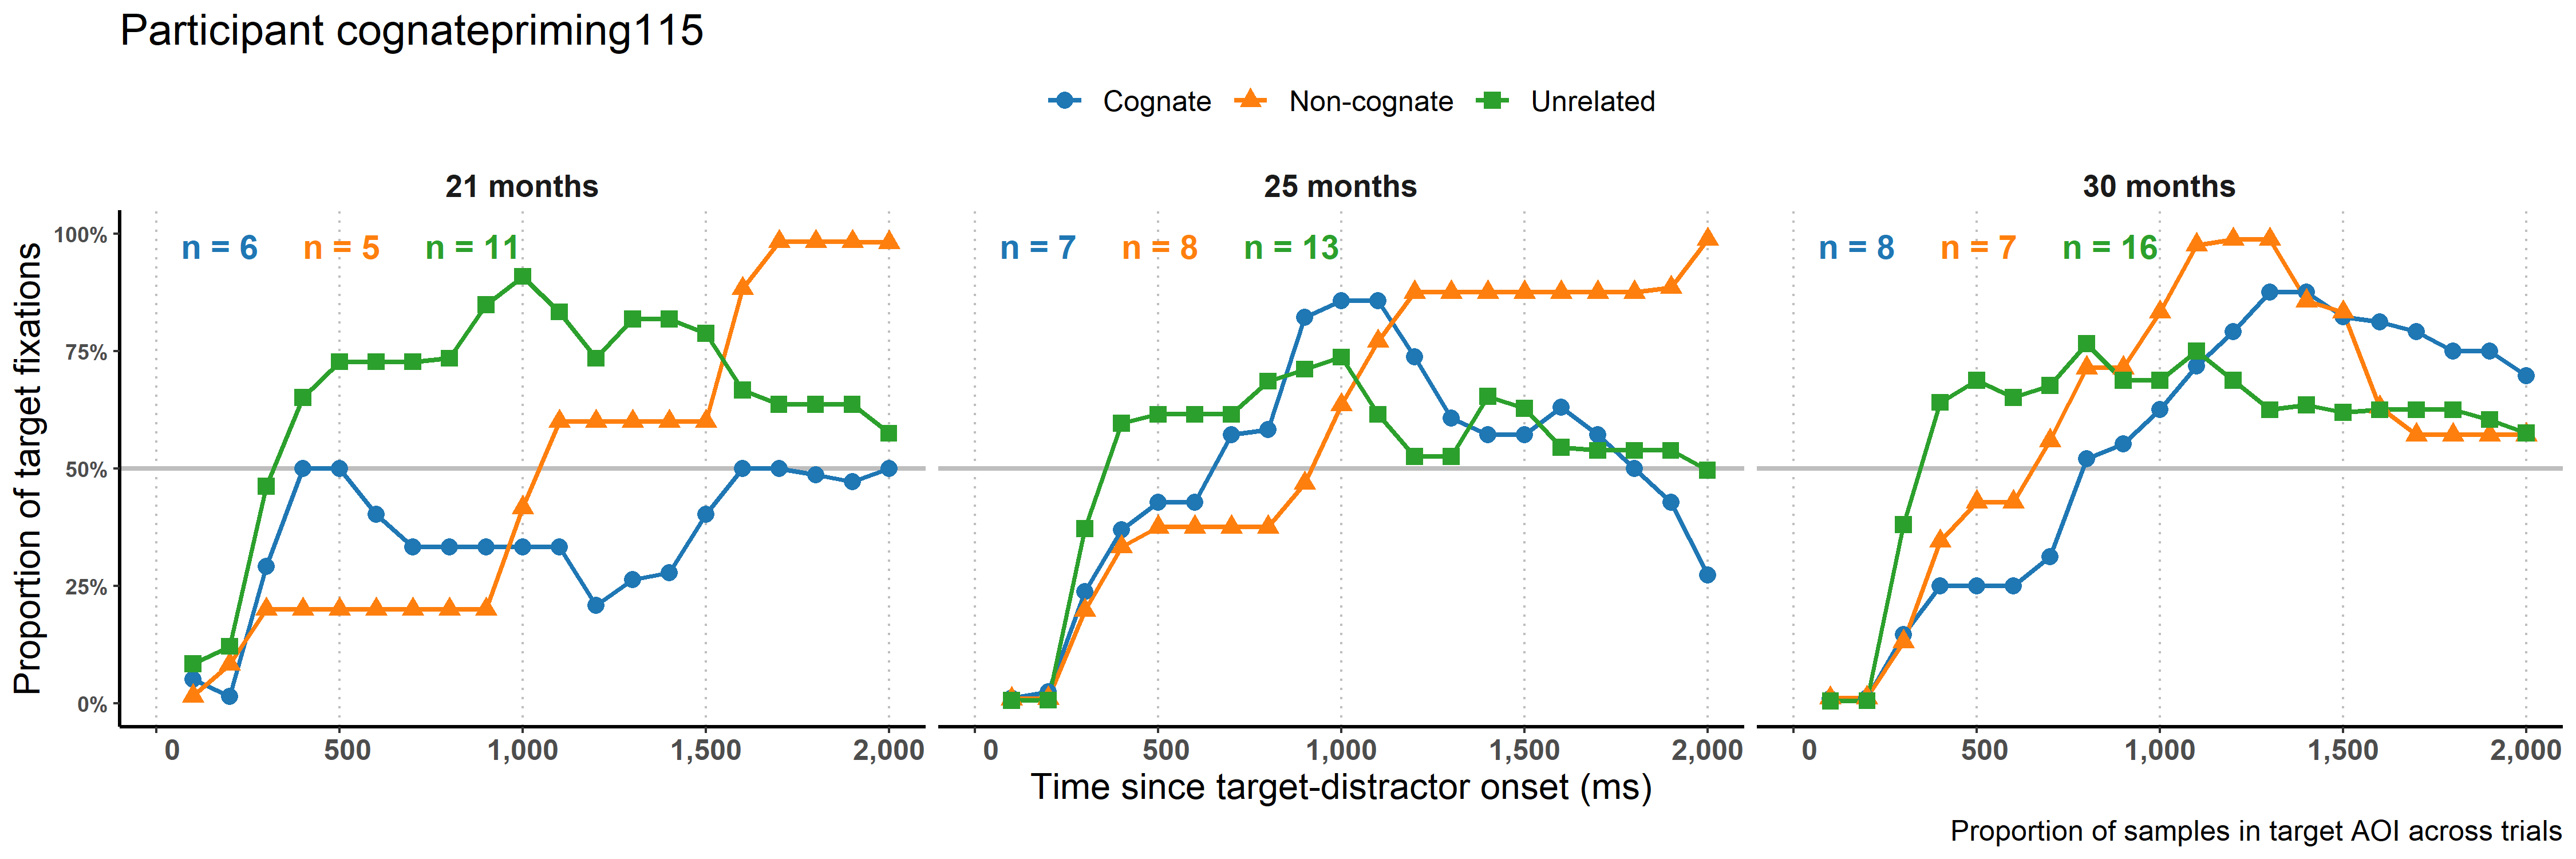 Participant cognatepriming115
Cognate Non-cognate Unrelated
21 months 25 months 30 months
n = 6 n = 5 n = 11 n = 7 n = 8 n = 13 n = 8 n = 7 n = 16
Proportion of target fixations
100%
75%
50%
25%
0%
0 500 1,000 1,500 2,000 0 500 1,000 1,500 2,000 0 500 1,000 1,500 2,000
Time since target-distractor onset (ms)
Proportion of samples in target AOI across trials